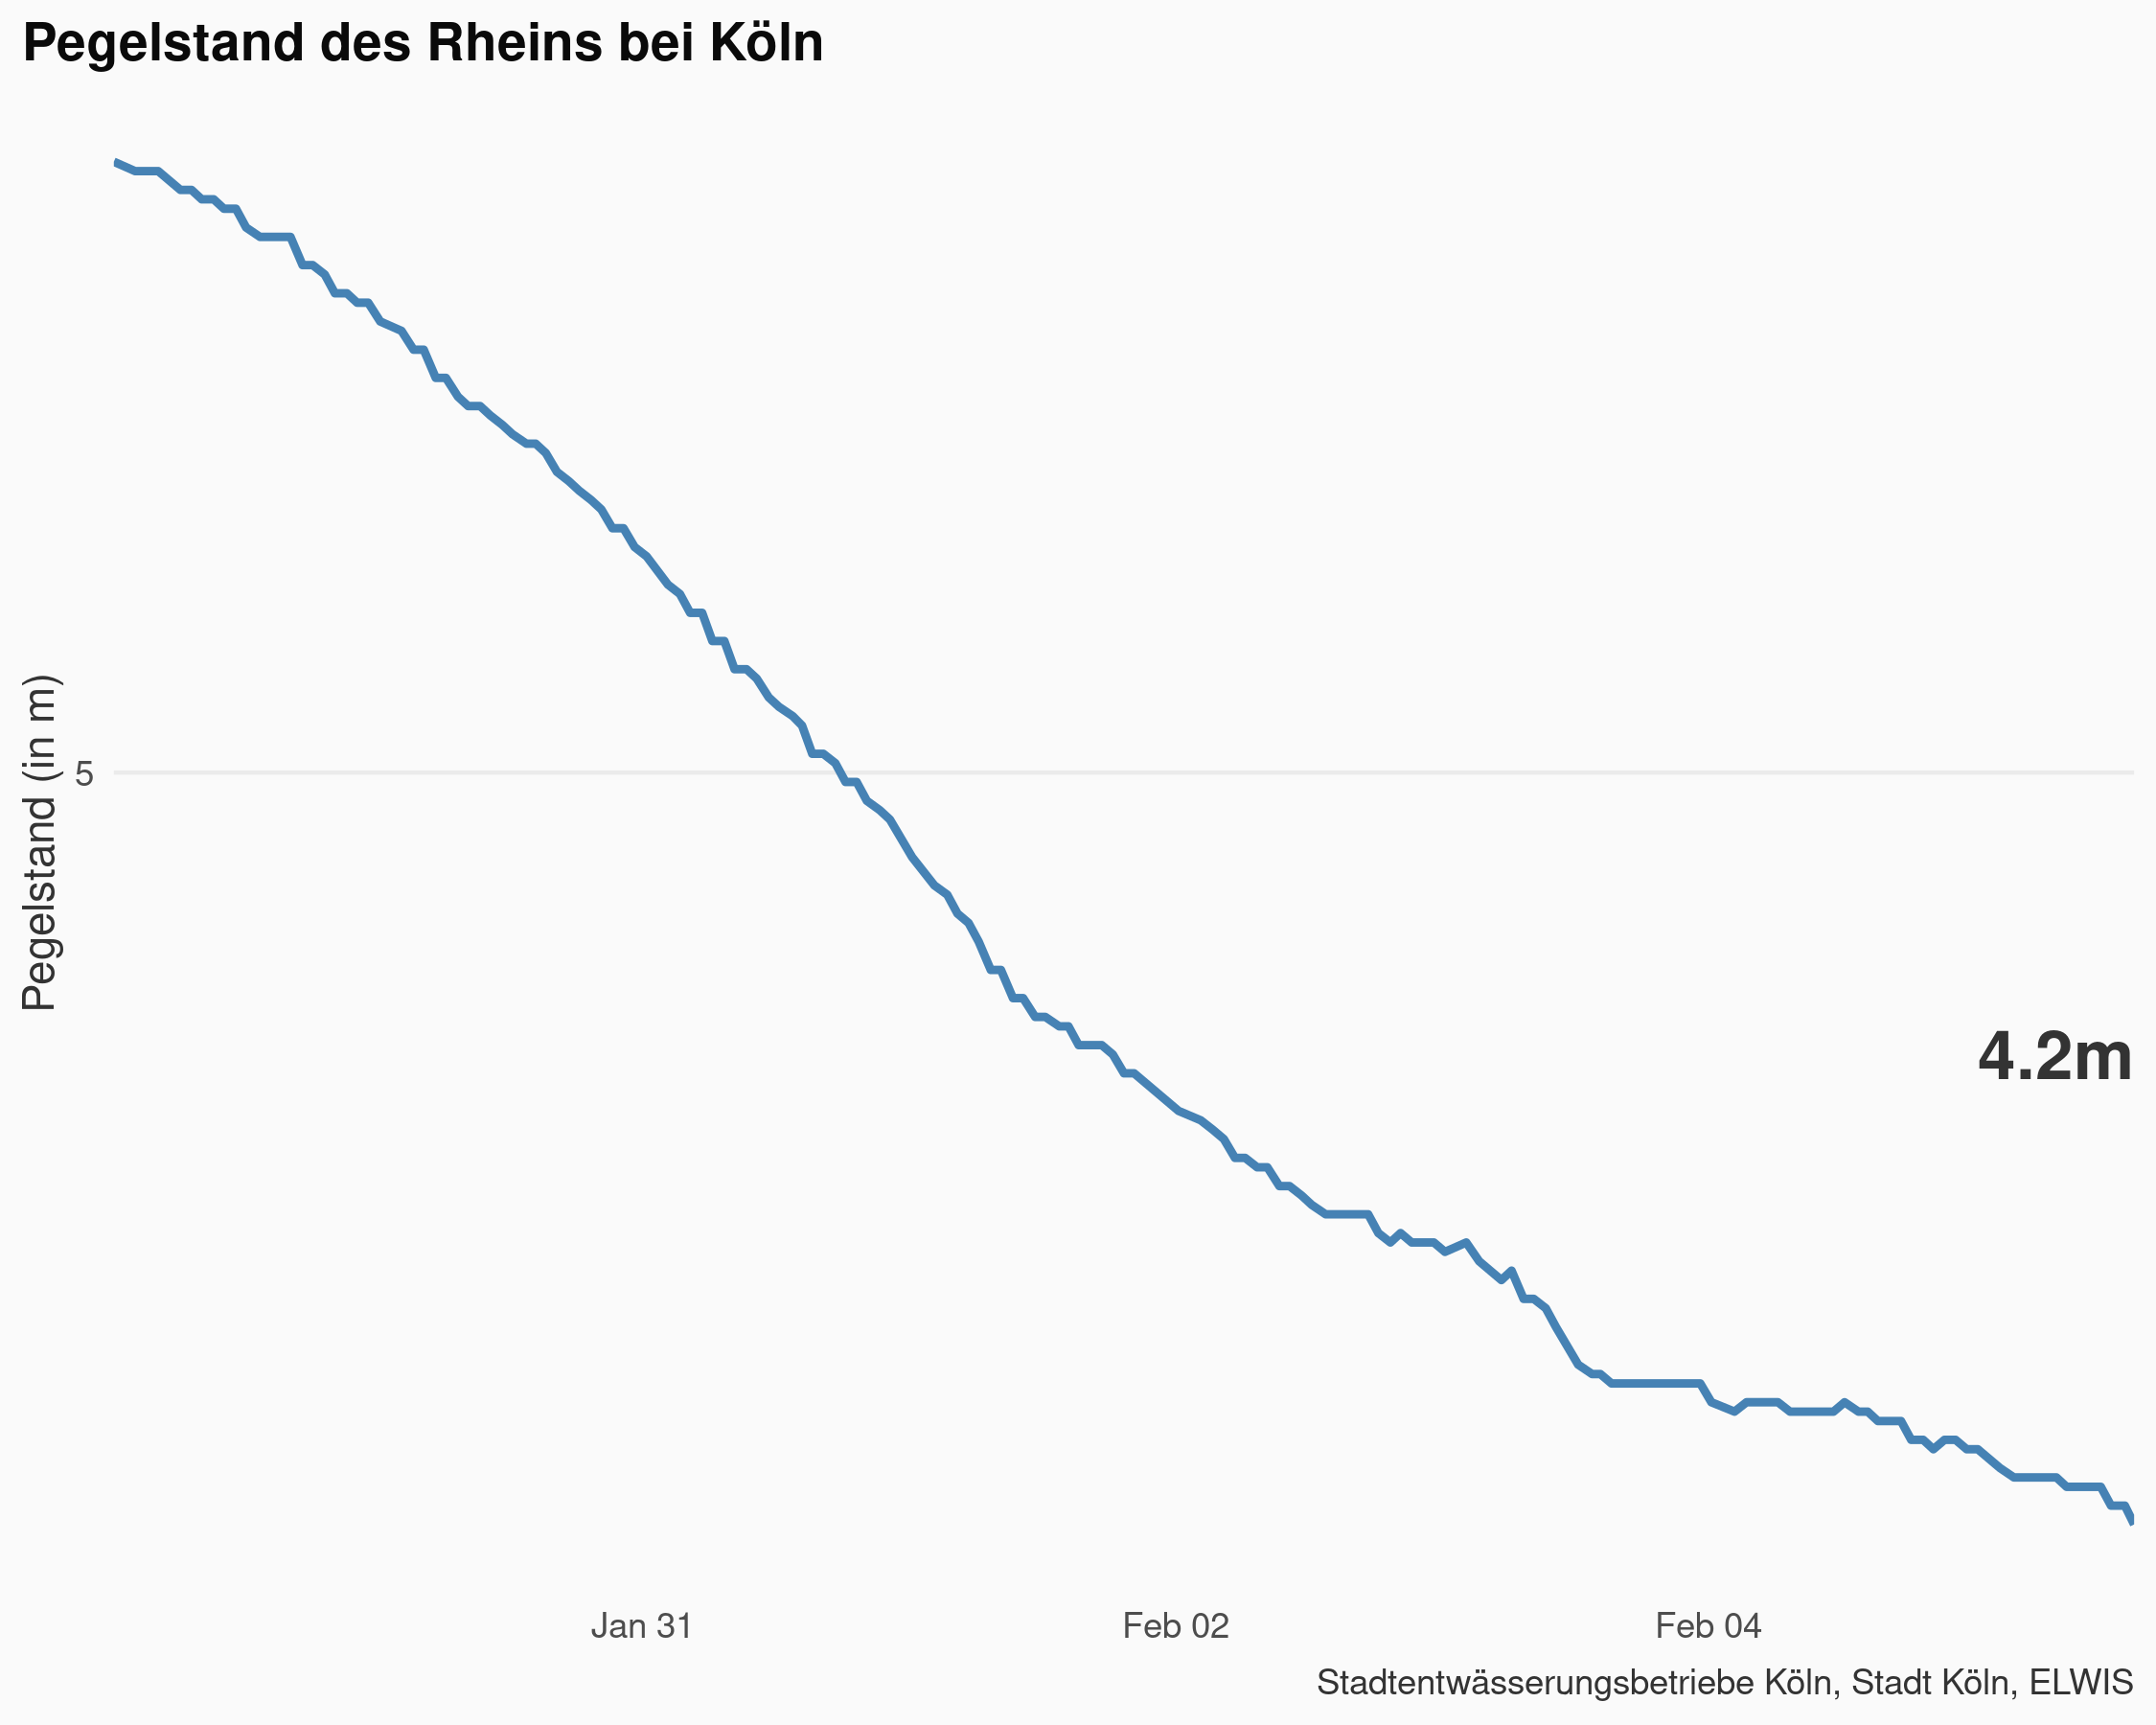 Pegelstand des Rheins bei Köln
Pegelstand (in m)
5
4.2m
Jan 31
Feb 02
Feb 04
Stadtentwässerungsbetriebe Köln, Stadt Köln, ELWIS